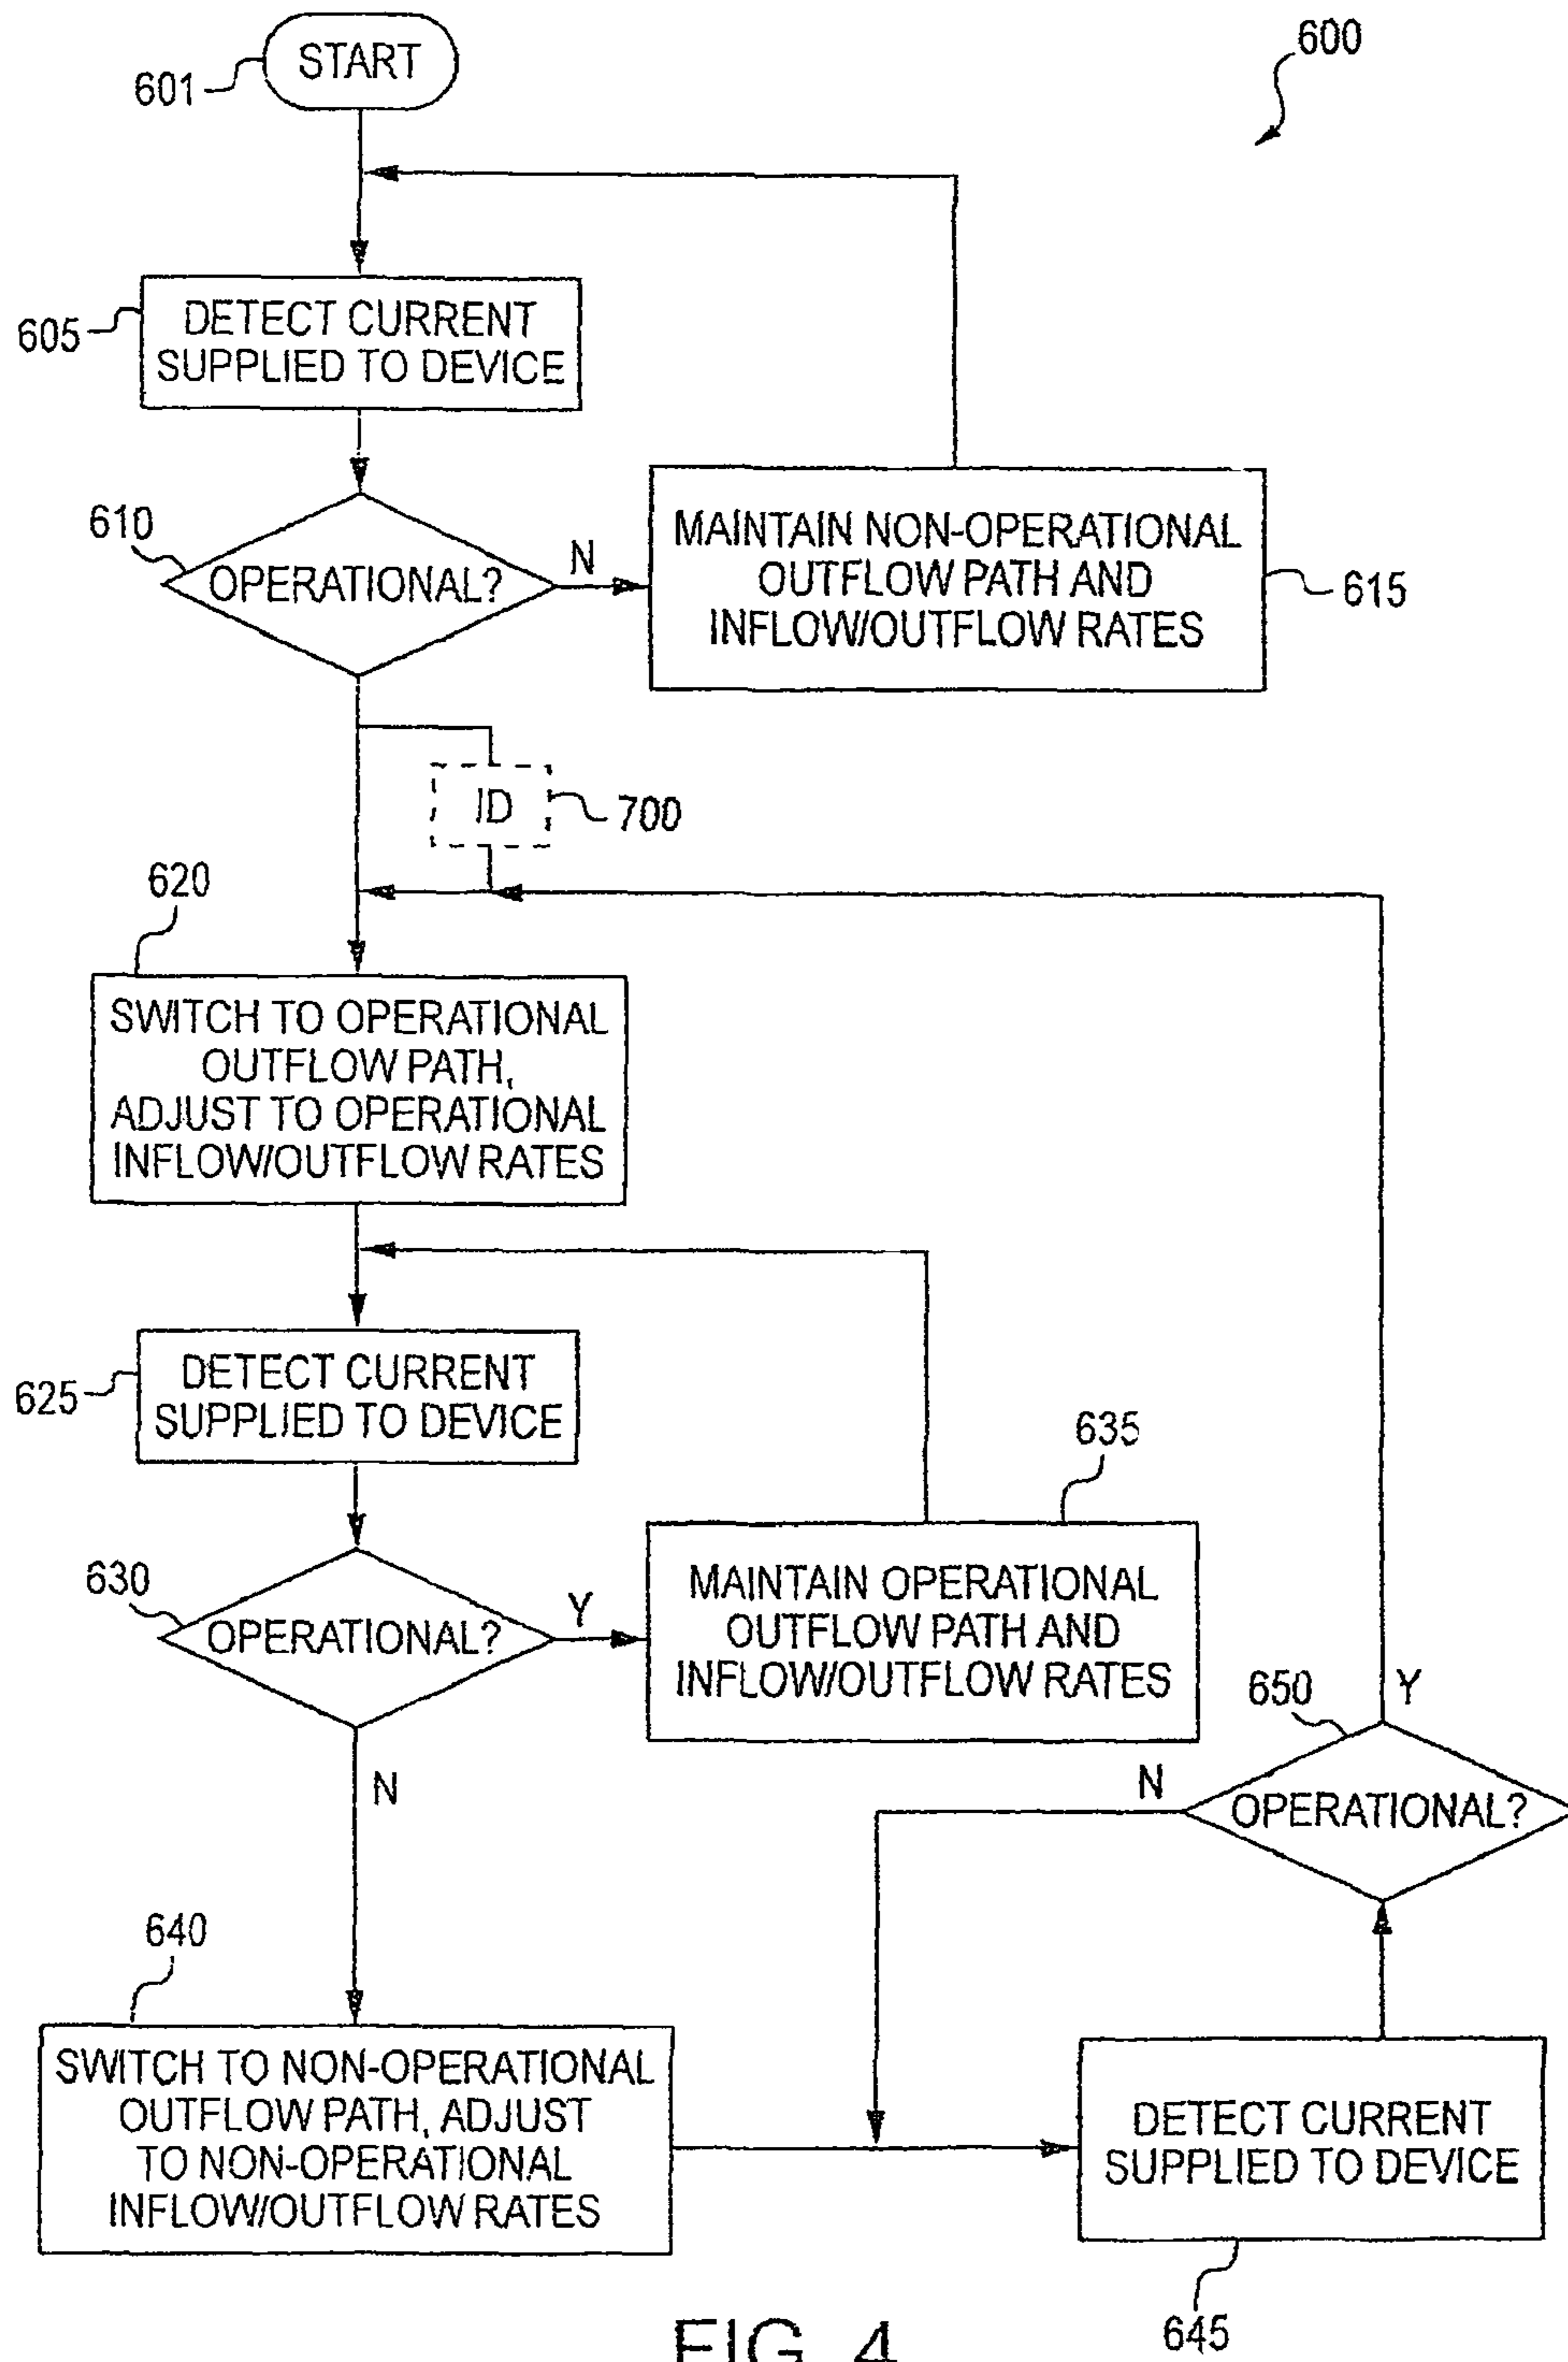 START
601
600
605
DETECT CURRENT
SUPPLIED TO DEVICE
610
OPERATIONAL?
N
MAINTAIN NON-OPERATIONAL
OUTFLOW PATH AND
INFLOW/OUTFLOW RATES
615
ID
700
620
SWITCH TO OPERATIONAL
OUTFLOW PATH,
ADJUST TO OPERATIONAL
INFLOW/OUTFLOW RATES
625
DETECT CURRENT
SUPPLIED TO DEVICE
630
OPERATIONAL?
Y
635
MAINTAIN OPERATIONAL
OUTFLOW PATH AND
INFLOW/OUTFLOW RATES
N
650
Y
N
OPERATIONAL?
640
SWITCH TO NON-OPERATIONAL
OUTFLOW PATH, ADJUST
TO NON-OPERATIONAL
INFLOW/OUTFLOW RATES
DETECT CURRENT
SUPPLIED TO DEVICE
645
FIG. 4